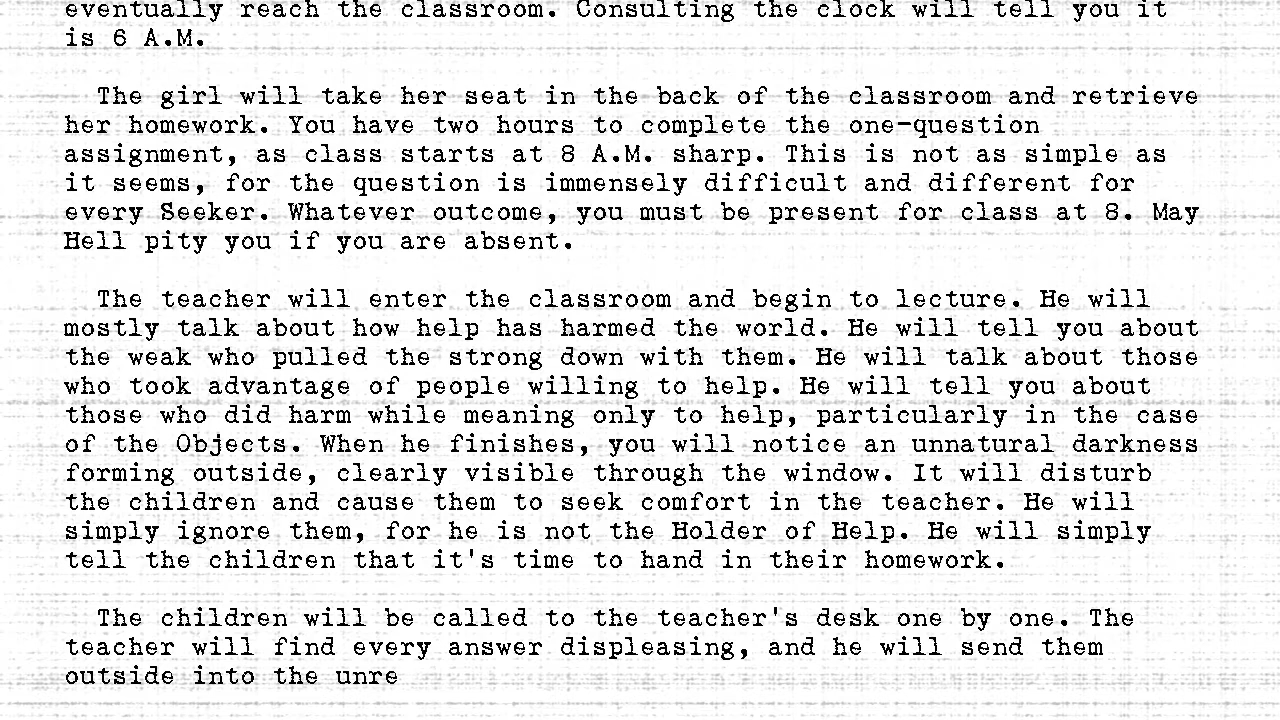 eventually reach the classroom. Consulting the clock will tell you it
is 6 A.M.
The girl will take her seat in the back of the classroom and retrieve
her homework. You have two hours to complete the one-question
assignment, as class starts at 8 A.M. sharp. This is not as simple as
it seems, for the question is immensely difficult and different for
every Seeker. Whatever outcome, you must be present for class at 8. May
Hell pity you if you are absent.
The teacher will enter the classroom and begin to lecture. He will
mostly talk about how help has harmed the world. He will tell you about
the weak who pulled the strong down with them. He will talk about those
who took advantage of people willing to help. He will tell you about
those who did harm while meaning only to help, particularly in the case
of the Objects. When he finishes, you will notice an unnatural darkness
forming outside, clearly visible through the window. It will disturb
the children and cause them to seek comfort in the teacher. He will
simply ignore them, for he is not the Holder of Help. He will simply
tell the children that it's time to hand in their homework.
The children will be called to the teacher's desk one by one. The
teacher will find every answer displeasing, and he will send them
outside into the unre